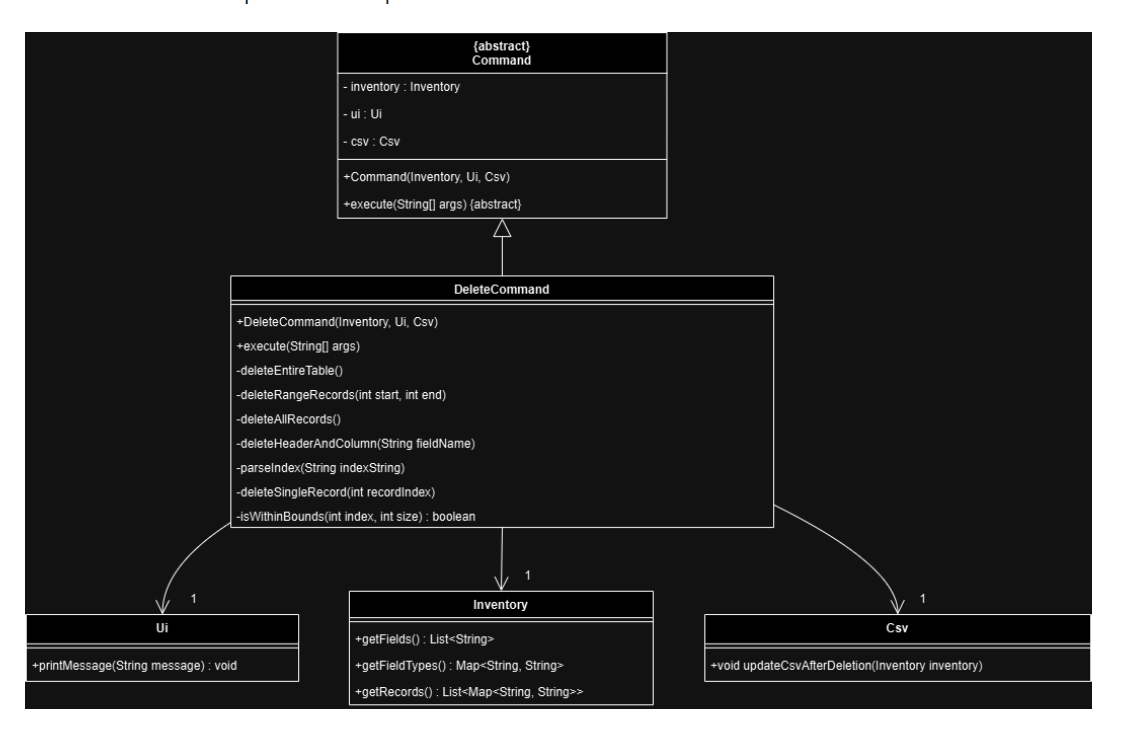 {abstract}
Command
- inventory : Inventory
- ui : Ui
- csv : Csv
+Command(Inventory, Ui, Csv)
+execute(String[] args) {abstract}
DeleteCommand
+DeleteCommand(Inventory, Ui, Csv)
+execute(String[] args)
-deleteEntireTable()
-deleteRangeRecords(int start, int end)
-deleteAllRecords()
-deleteHeaderAndColumn(String fieldName)
-parseIndex(String indexString)
-deleteSingleRecord(int recordIndex)
-isWithinBounds(int index, int size) : boolean
1
1
1
Ui
+printMessage(String message) : void
Inventory
+getFields() : List<String>
+getFieldTypes() : Map<String, String>
+getRecords() : List<Map<String, String>>
Csv
+void updateCsvAfterDeletion(Inventory inventory)